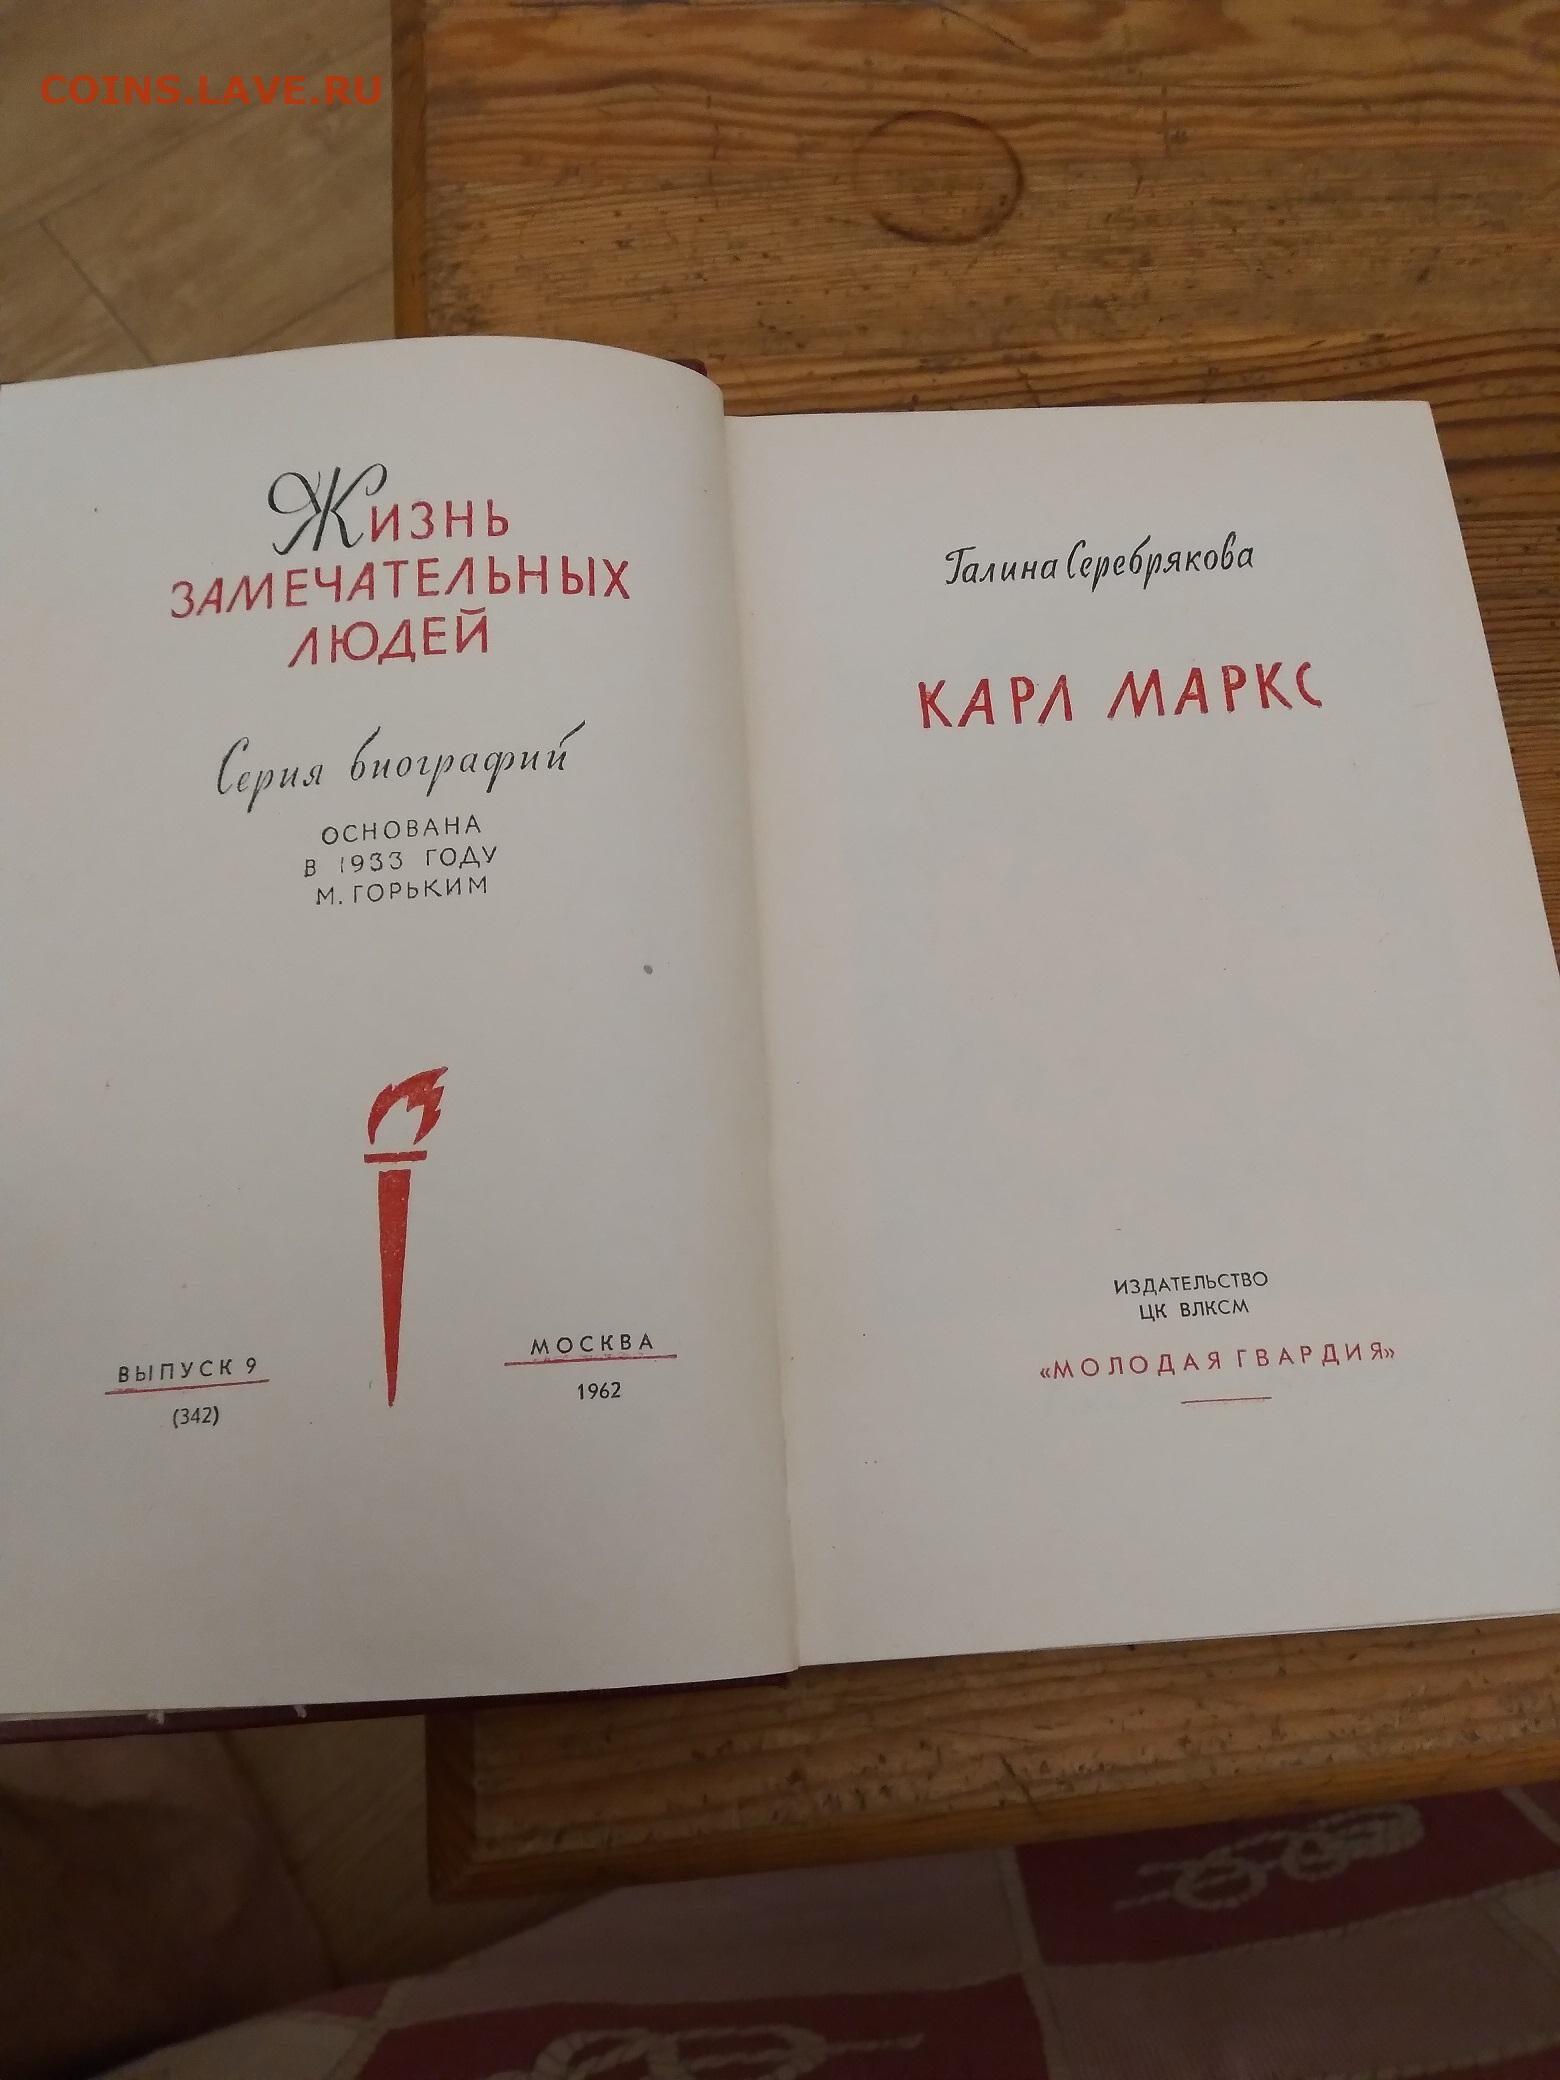 COINS.LAVE.RU
Жизнь
ЗАМЕЧАТЕЛЬНЫХ
ЛЮДЕЙ
Серия биографий
ОСНОВАНА
В 1933 ГОДУ
М. ГОРЬКИМ
ВЫПУСК 9
(342)
МОСКВА
1962
Галина Серебрякова
КАРЛ МАРКС
ИЗДАТЕЛЬСТВО
ЦК ВЛКСМ
«МОЛОДАЯ ГВАРДИЯ»